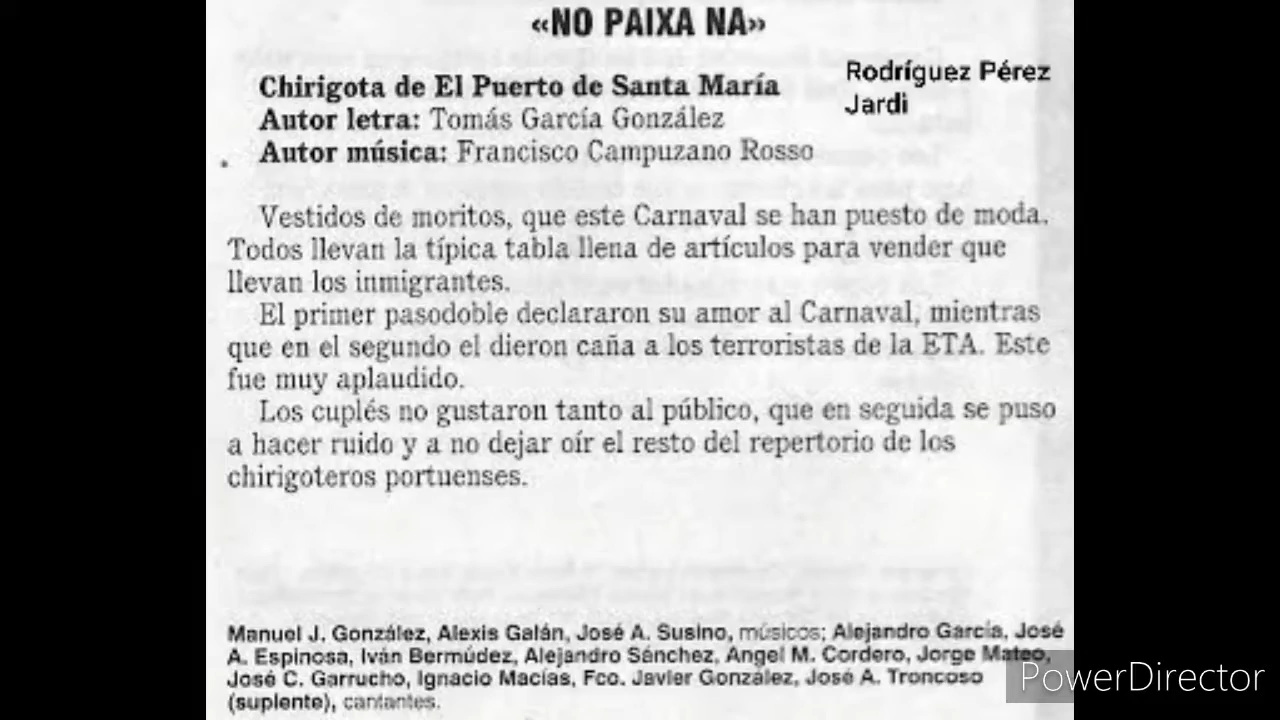 «NO PAIXA NA»
Chirigota de El Puerto de Santa María
Autor letra: Tomás García González
Autor música: Francisco Campuzano Rosso
Rodríguez Pérez
Jardi
Vestidos de moritos, que este Carnaval se han puesto de moda.
Todos llevan la típica tabla llena de artículos para vender que
llevan los inmigrantes.
El primer pasodoble declararon su amor al Carnaval, mientras
que en el segundo el dieron caña a los terroristas de la ETA. Este
fue muy aplaudido.
Los cuplés no gustaron tanto al público, que en seguida se puso
a hacer ruido y a no dejar oír el resto del repertorio de los
chirigoteros portuenses.
Manuel J. González, Alexis Galán, José A. Susino, músicos; Alejandro García, José
A. Espinosa, Iván Bermúdez, Alejandro Sánchez, Angel M. Cordero, Jorge Mateo,
José C. Garrucho, Ignacio Macías, Fco. Javier González, José A. Troncoso
(suplente), cantantes.
PowerDirector